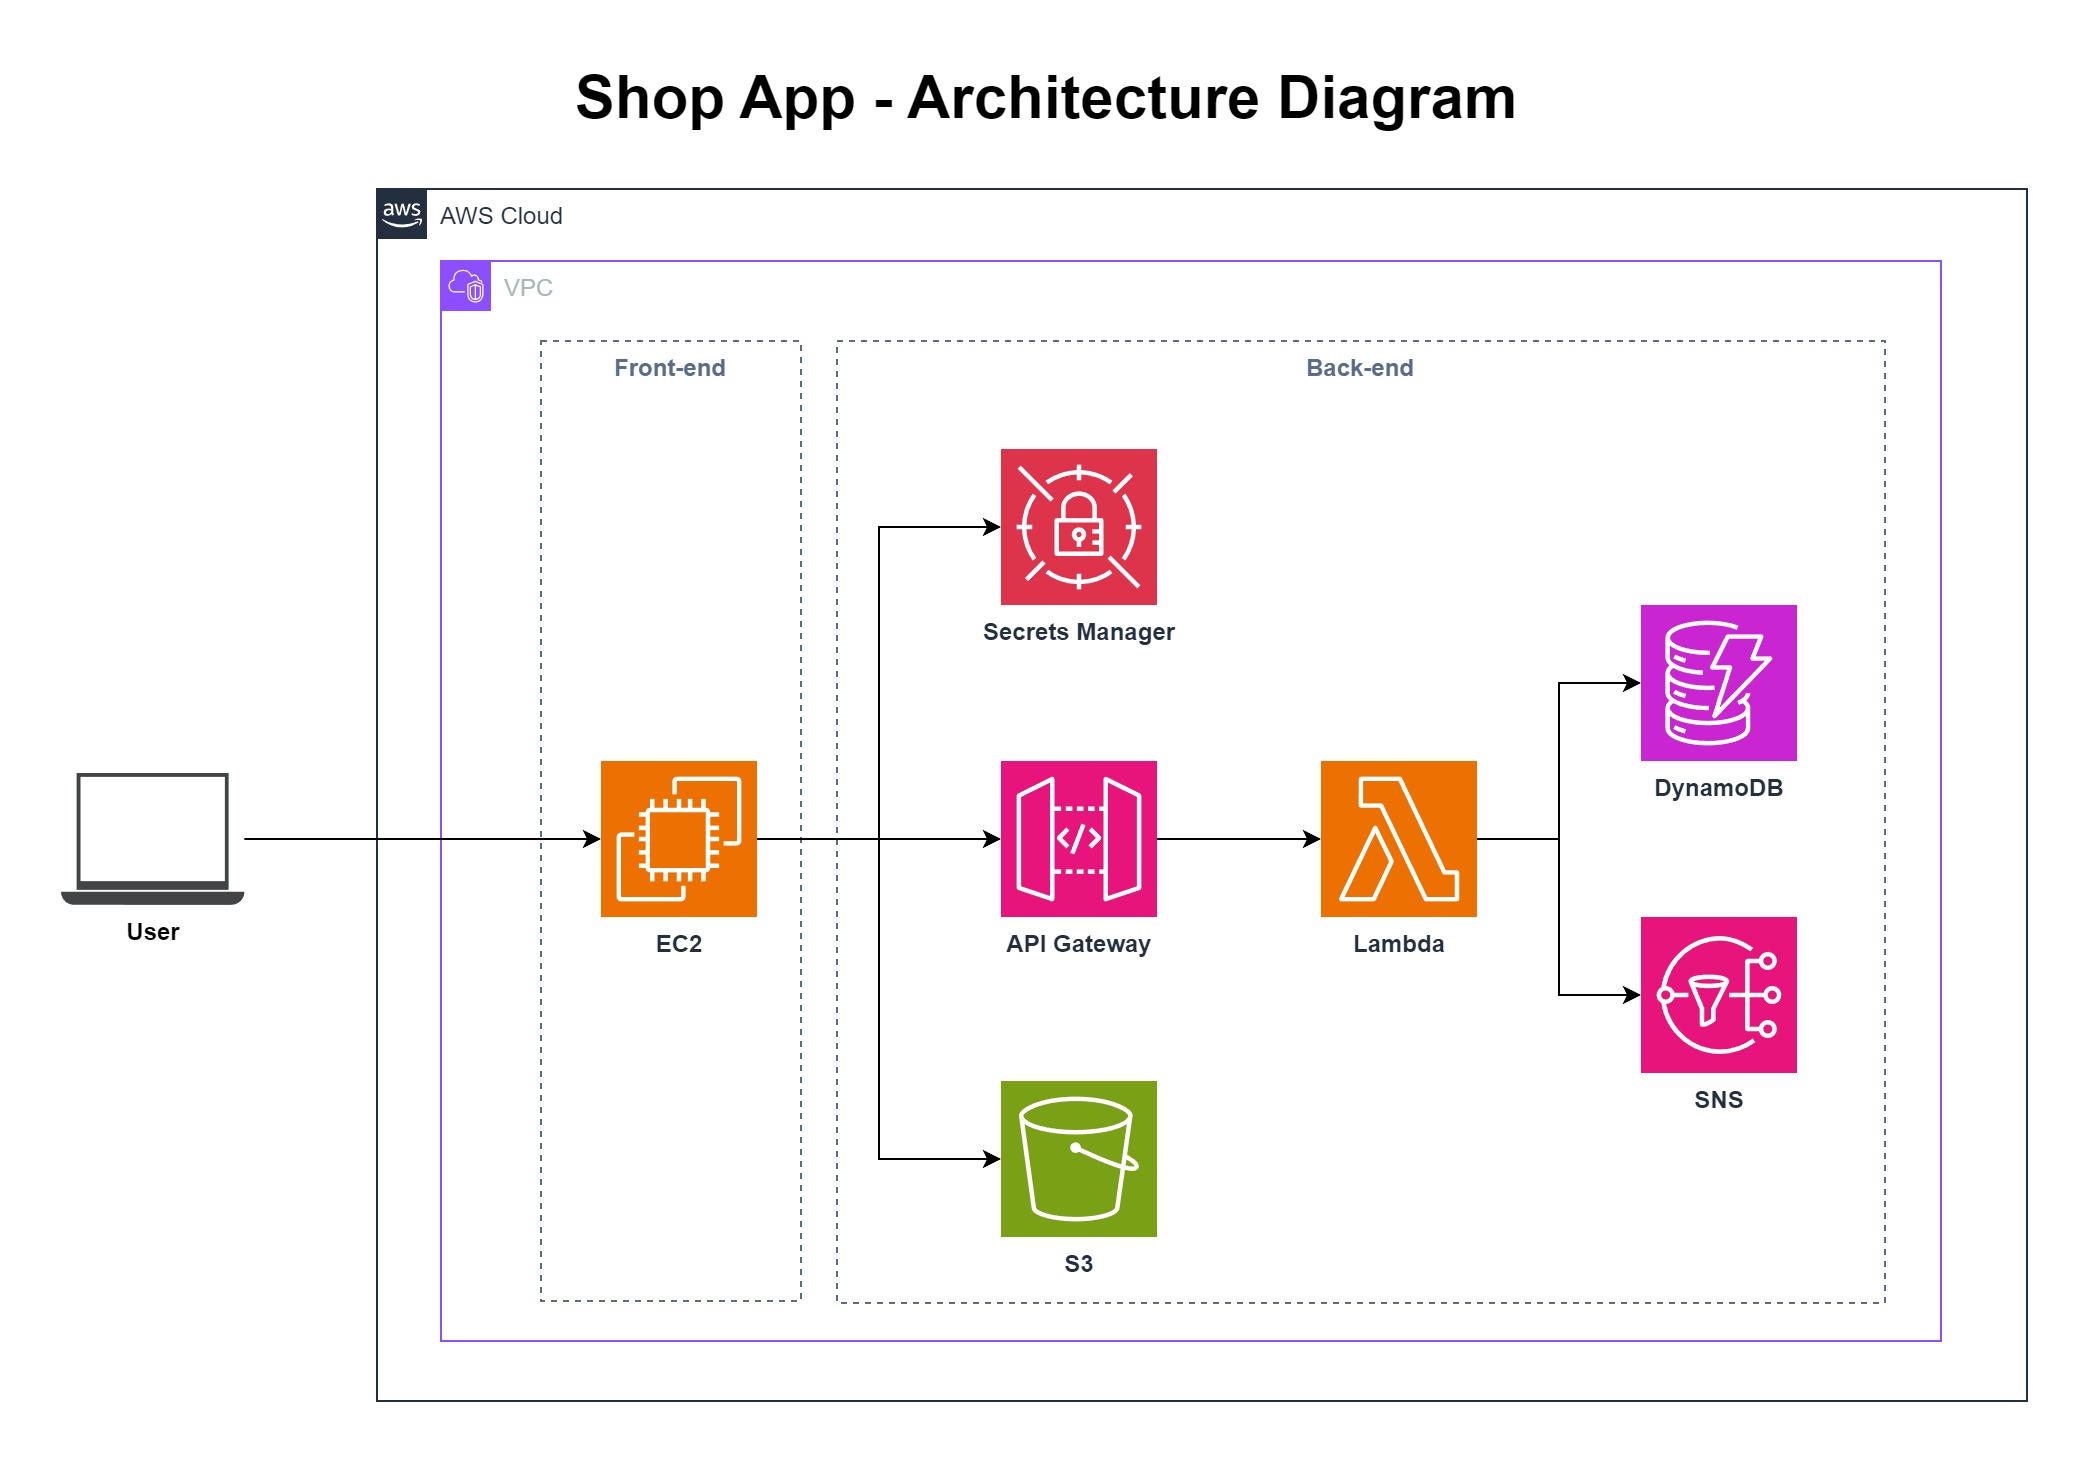 Shop App - Architecture Diagram
aws
AWS Cloud
VPC
Front-end
Back-end
Secrets Manager
DynamoDB
</>
User
EC2
API Gateway
Lambda
SNS
S3